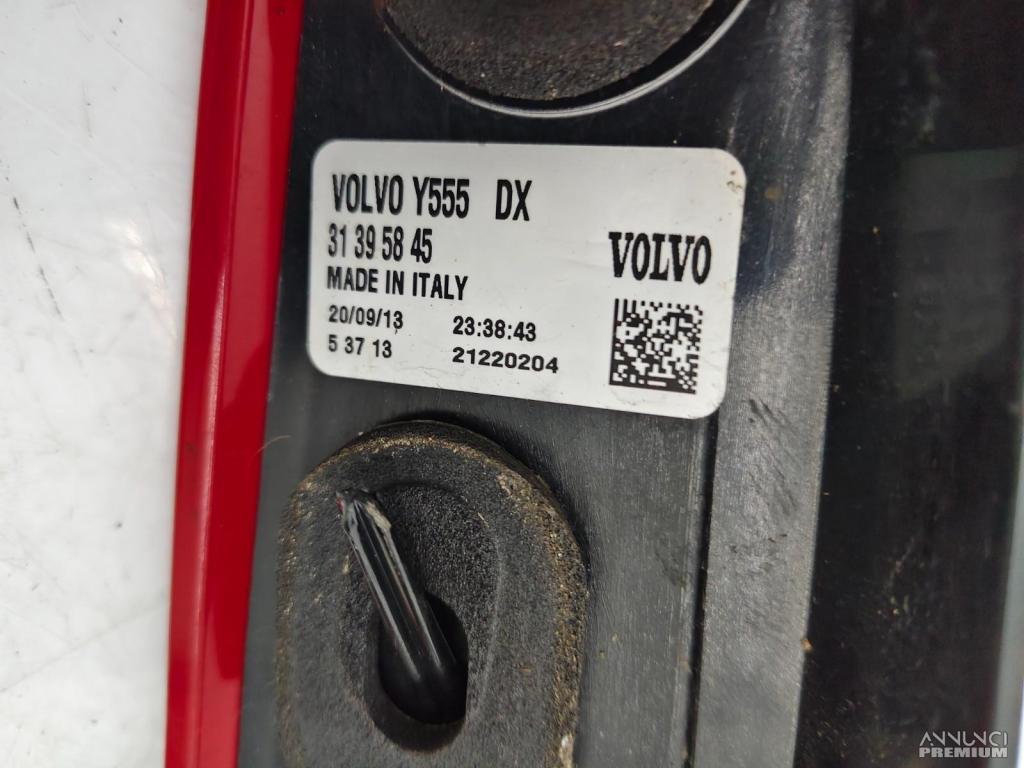 VOLVO Y555 DX
31 39 58 45
MADE IN ITALY
20/09/13 23:38:43
5 37 13 21220204
VOLVO
ANNUNCI
PREMIUM